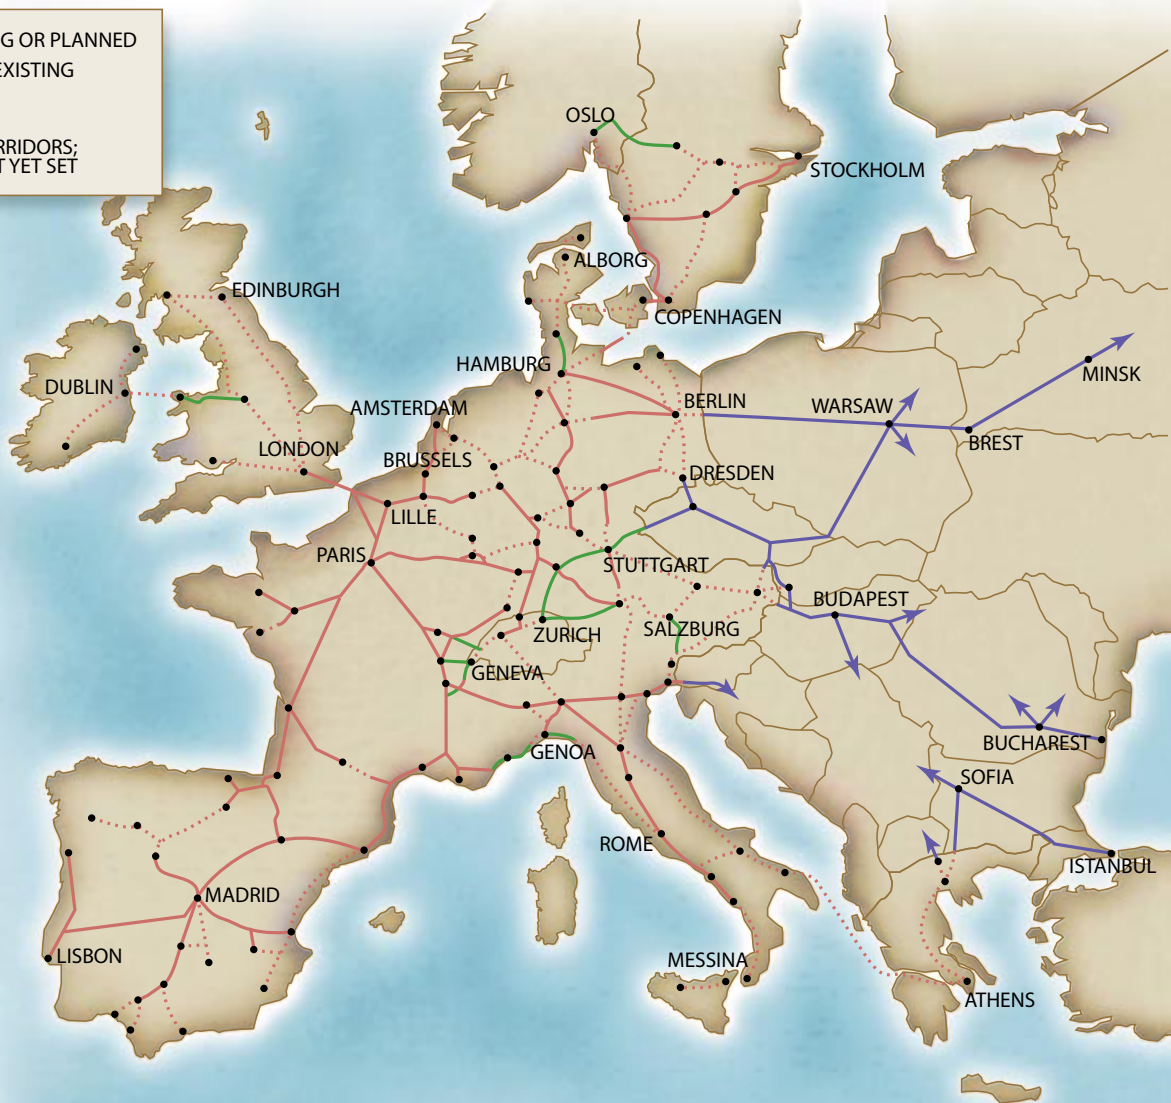 G OR PLANNED
EXISTING
RRIDORS;
T YET SET
OSLO
STOCKHOLM
ALBORG
EDINBURGH
COPENHAGEN
HAMBURG
MINSK
DUBLIN
BERLIN
WARSAW
AMSTERDAM
BREST
LONDON
BRUSSELS
DRESDEN
LILLE
PARIS
STUTTGART
BUDAPEST
ZURICH
SALZBURG
GENEVA
BUCHAREST
GENOA
SOFIA
ROME
ISTANBUL
MADRID
LISBON
MESSINA
ATHENS